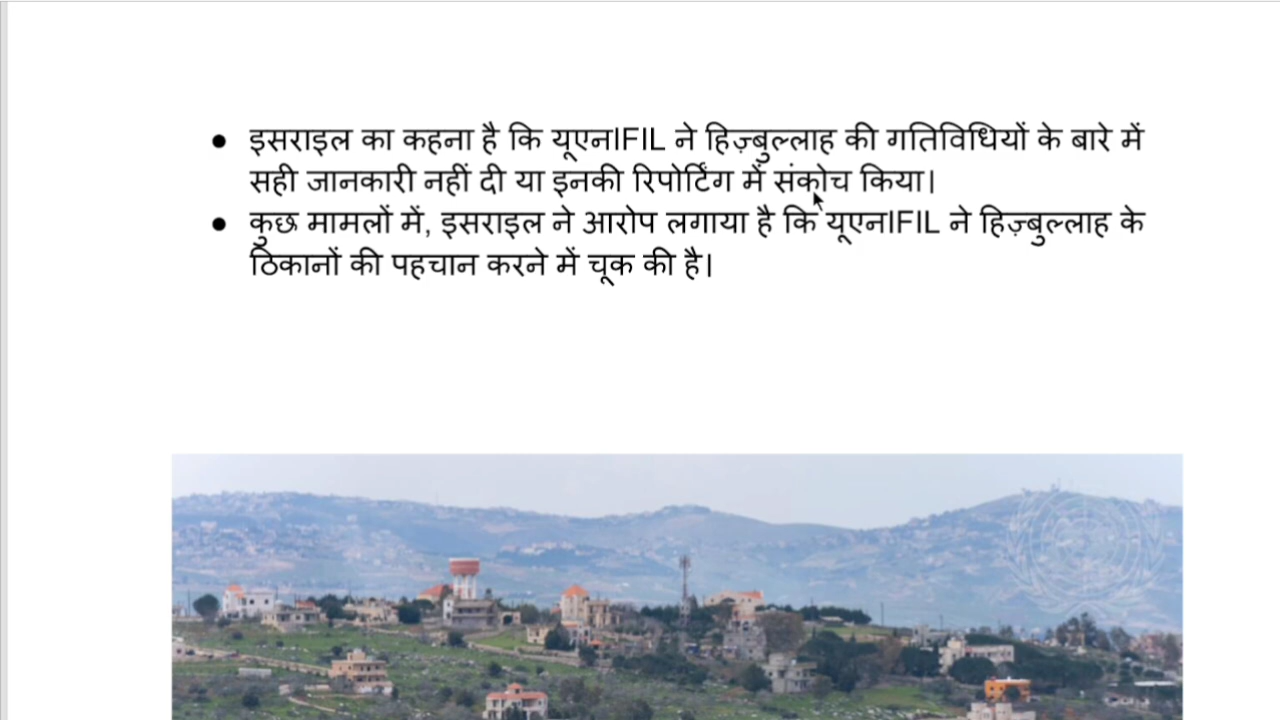 ● इसराइल का कहना है कि यूएनIFIL ने हिज़्बुल्लाह की गतिविधियों के बारे में
सही जानकारी नहीं दी या इनकी रिपोर्टिंग में संकोच किया।
● कुछ मामलों में, इसराइल ने आरोप लगाया है कि यूएनIFIL ने हिज़्बुल्लाह के
ठिकानों की पहचान करने में चूक की है।